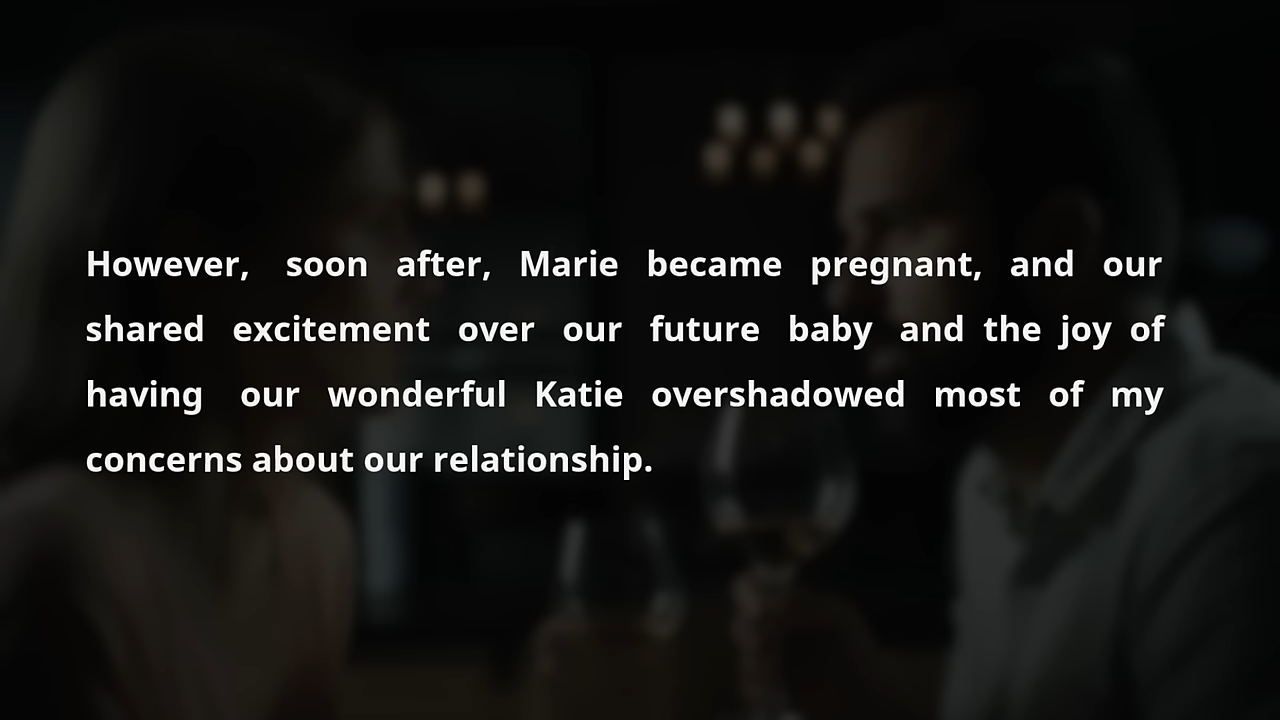 However, soon after, Marie became pregnant, and our
shared excitement over our future baby and the joy of
having our wonderful Katie overshadowed most of my
concerns about our relationship.